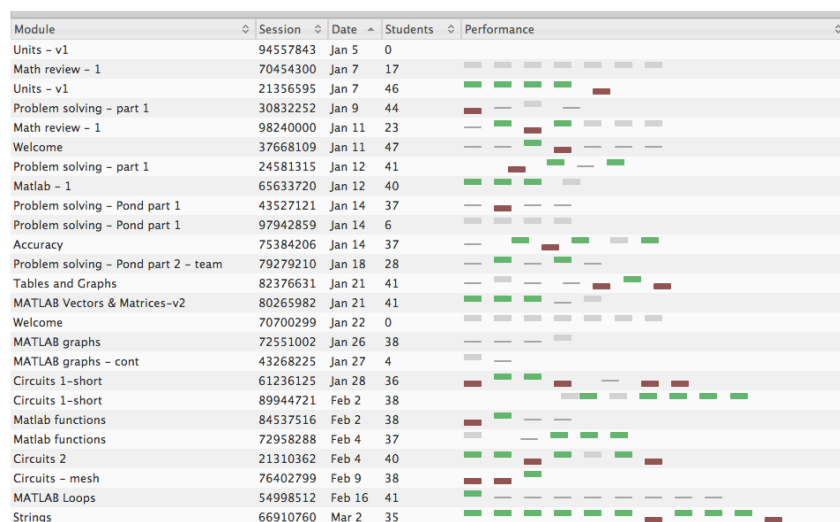 Module Session Date Students Performance
Units - v1 94557843 Jan 5 0
Math review - 1 70454300 Jan 7 17
Units - v1 21356595 Jan 7 46
Problem solving - part 1 30832252 Jan 9 44
Math review - 1 98240000 Jan 11 23
Welcome 37668109 Jan 11 47
Problem solving - part 1 24581315 Jan 12 41
Matlab - 1 65633720 Jan 12 40
Problem solving - Pond part 1 43527121 Jan 14 37
Problem solving - Pond part 1 97942859 Jan 14 6
Accuracy 75384206 Jan 14 37
Problem solving - Pond part 2 - team 79279210 Jan 18 28
Tables and Graphs 82376631 Jan 21 41
MATLAB Vectors & Matrices-v2 80265982 Jan 21 41
Welcome 70700299 Jan 22 0
MATLAB graphs 72551002 Jan 26 38
MATLAB graphs - cont 43268225 Jan 27 4
Circuits 1-short 61236125 Jan 28 36
Circuits 1-short 89944721 Feb 2 38
Matlab functions 84537516 Feb 2 38
Matlab functions 72958288 Feb 4 37
Circuits 2 21310362 Feb 4 40
Circuits - mesh 76402799 Feb 9 38
MATLAB Loops 54998512 Feb 16 41
Strings 66910760 Mar 2 35